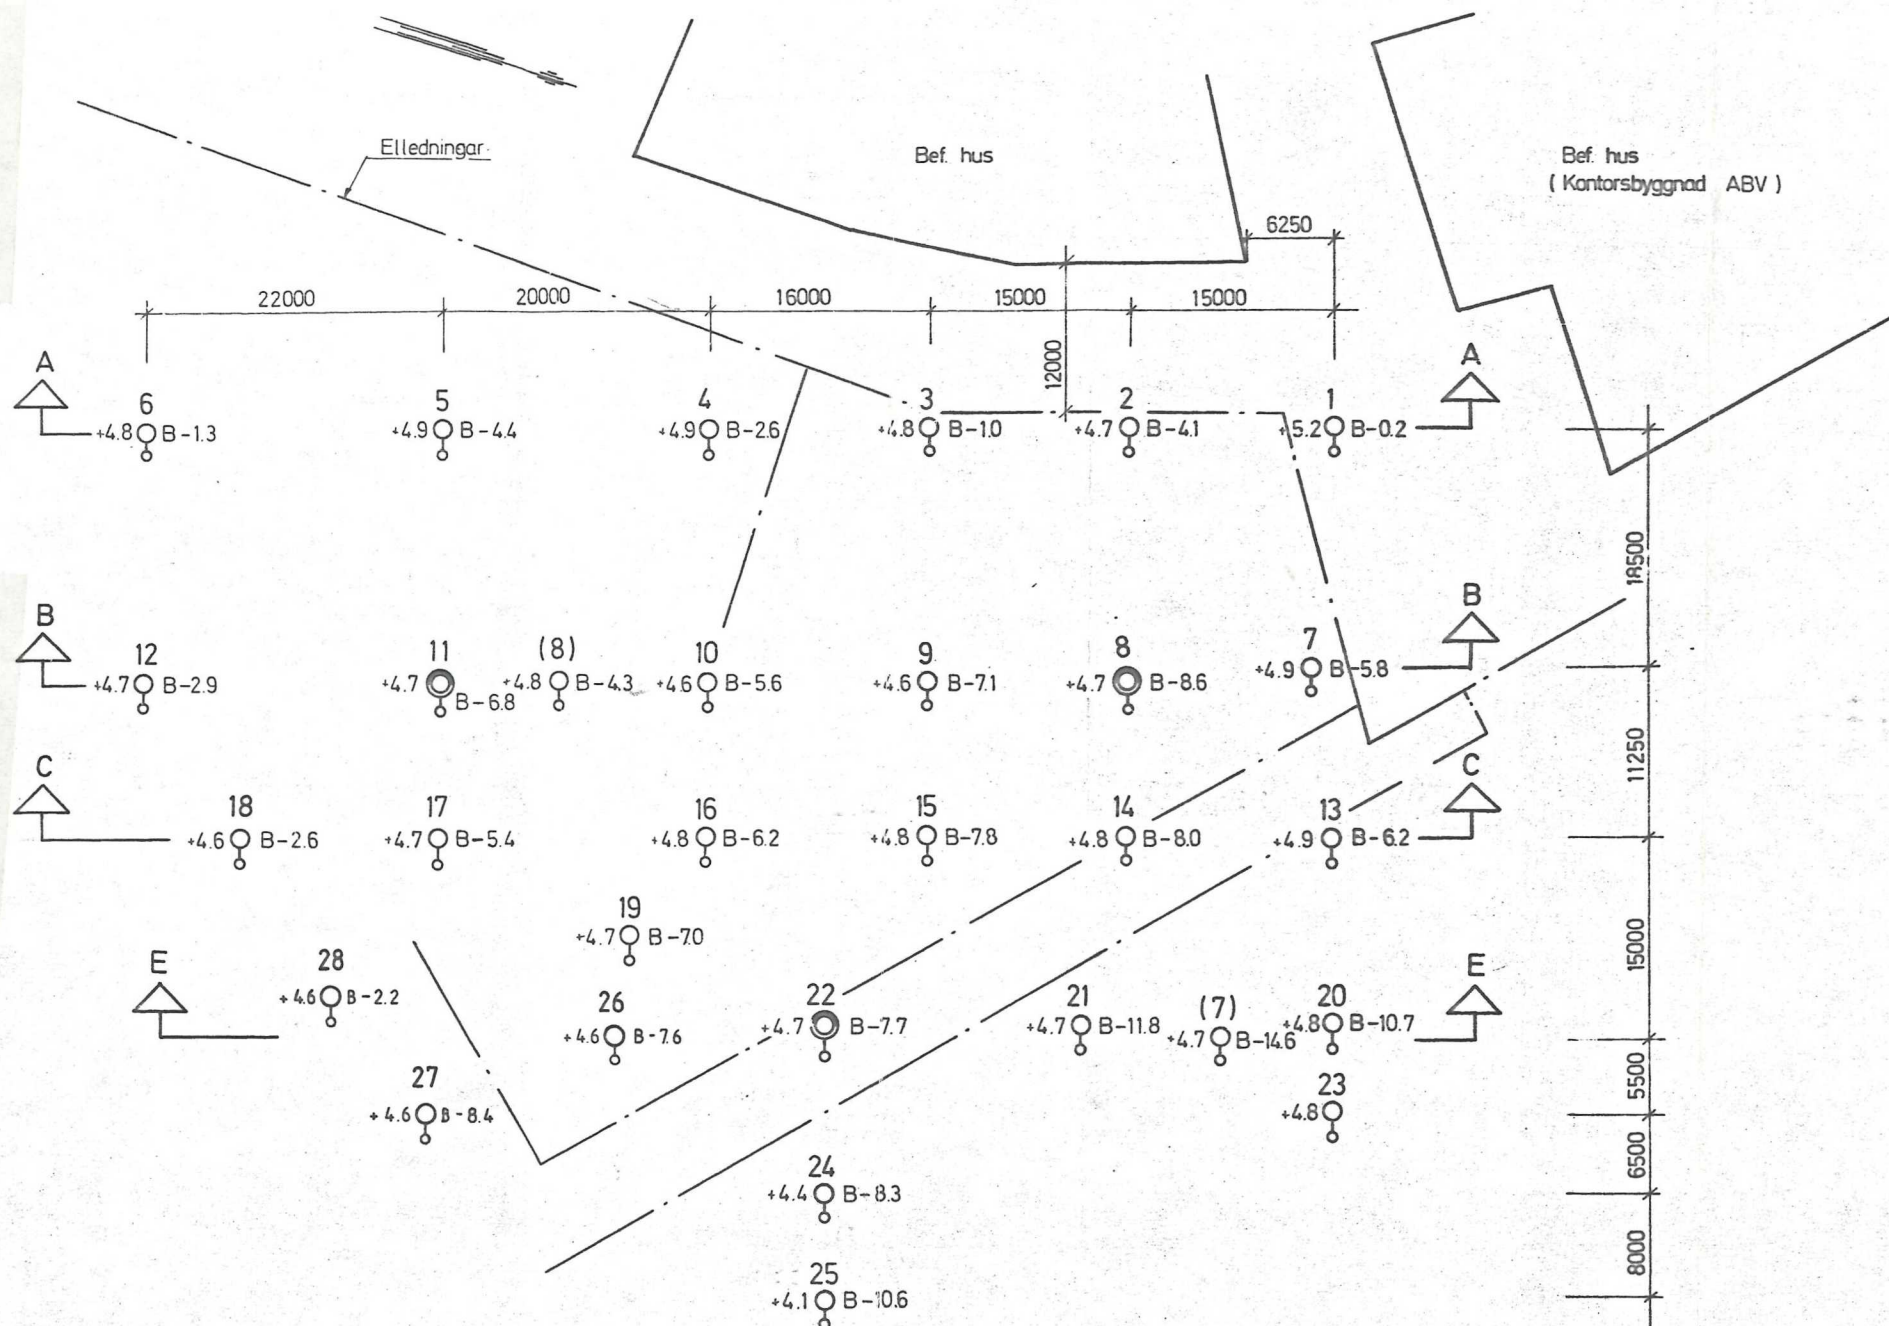 Elledningar
Bef. hus
Bef. hus
( Kontorsbyggnad ABV )
6250
22000 20000 16000 15000 15000
12000
A A
6 5 4 3 2 1
+4.8 B-1.3 +4.9 B-4.4 +4.9 B-2.6 +4.8 B-1.0 +4.7 B-4.1 +5.2 B-0.2
18500
B B
12 11 (8) 10 9 8 7
+4.7 B-2.9 +4.7 B-6.8 +4.8 B-4.3 +4.6 B-5.6 +4.6 B-7.1 +4.7 B-8.6 +4.9 B-5.8
11250
C C
18 17 16 15 14 13
+4.6 B-2.6 +4.7 B-5.4 +4.8 B-6.2 +4.8 B-7.8 +4.8 B-8.0 +4.9 B-6.2
19
+4.7 B-7.0
15000
E E
28 26 22 21 (7) 20
+4.6 B-2.2 +4.6 B-7.6 +4.7 B-7.7 +4.7 B-11.8 +4.7 B-14.6 +4.8 B-10.7
5500
27 23
+4.6 B-8.4 +4.8
6500
24
+4.4 B-8.3
8000
25
+4.1 B-10.6